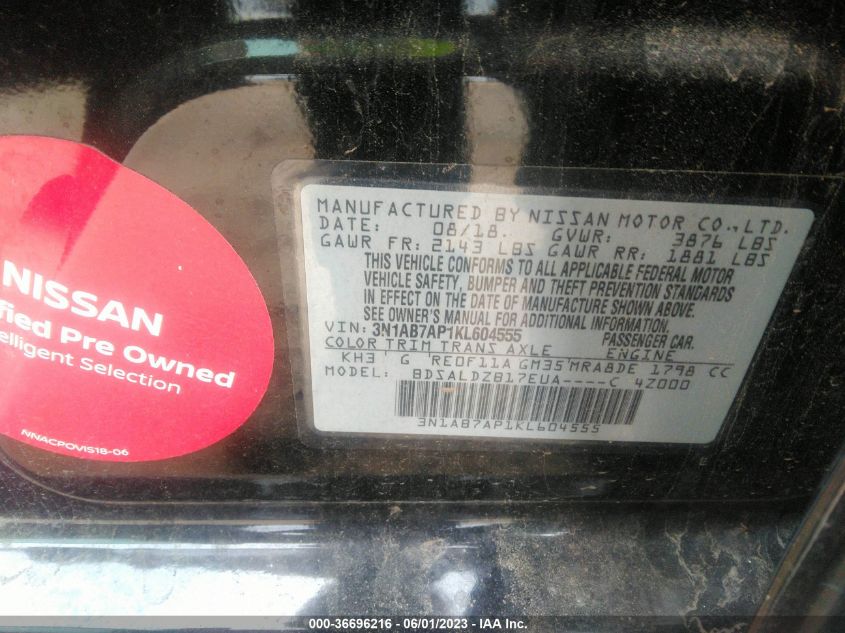 MANUFACTURED BY NISSAN MOTOR CO.,LTD.
DATE: 08/18. GVWR: 3876 LBS
GAWR FR: 2143 LBS GAWR RR: 1881 LBS
THIS VEHICLE CONFORMS TO ALL APPLICABLE FEDERAL MOTOR
VEHICLE SAFETY, BUMPER AND THEFT PREVENTION STANDARDS
IN EFFECT ON THE DATE OF MANUFACTURE SHOWN ABOVE.
SEE OWNER'S MANUAL FOR ADDITIONAL INFORMATION.
VIN: 3N1AB7AP1KL604555 PASSENGER CAR.
COLOR TRIM TRANS AXLE ENGINE
KH3 G RE0F11A GM35 MRA8DE 1798 CC
MODEL: BDSALDZB17EUA----C 4Z000
3N1AB7AP1KL604555
NISSAN
ified Pre Owned
telligent Selection
NNACPOVIS18-06
000-36696216 - 06/01/2023 - IAA Inc.